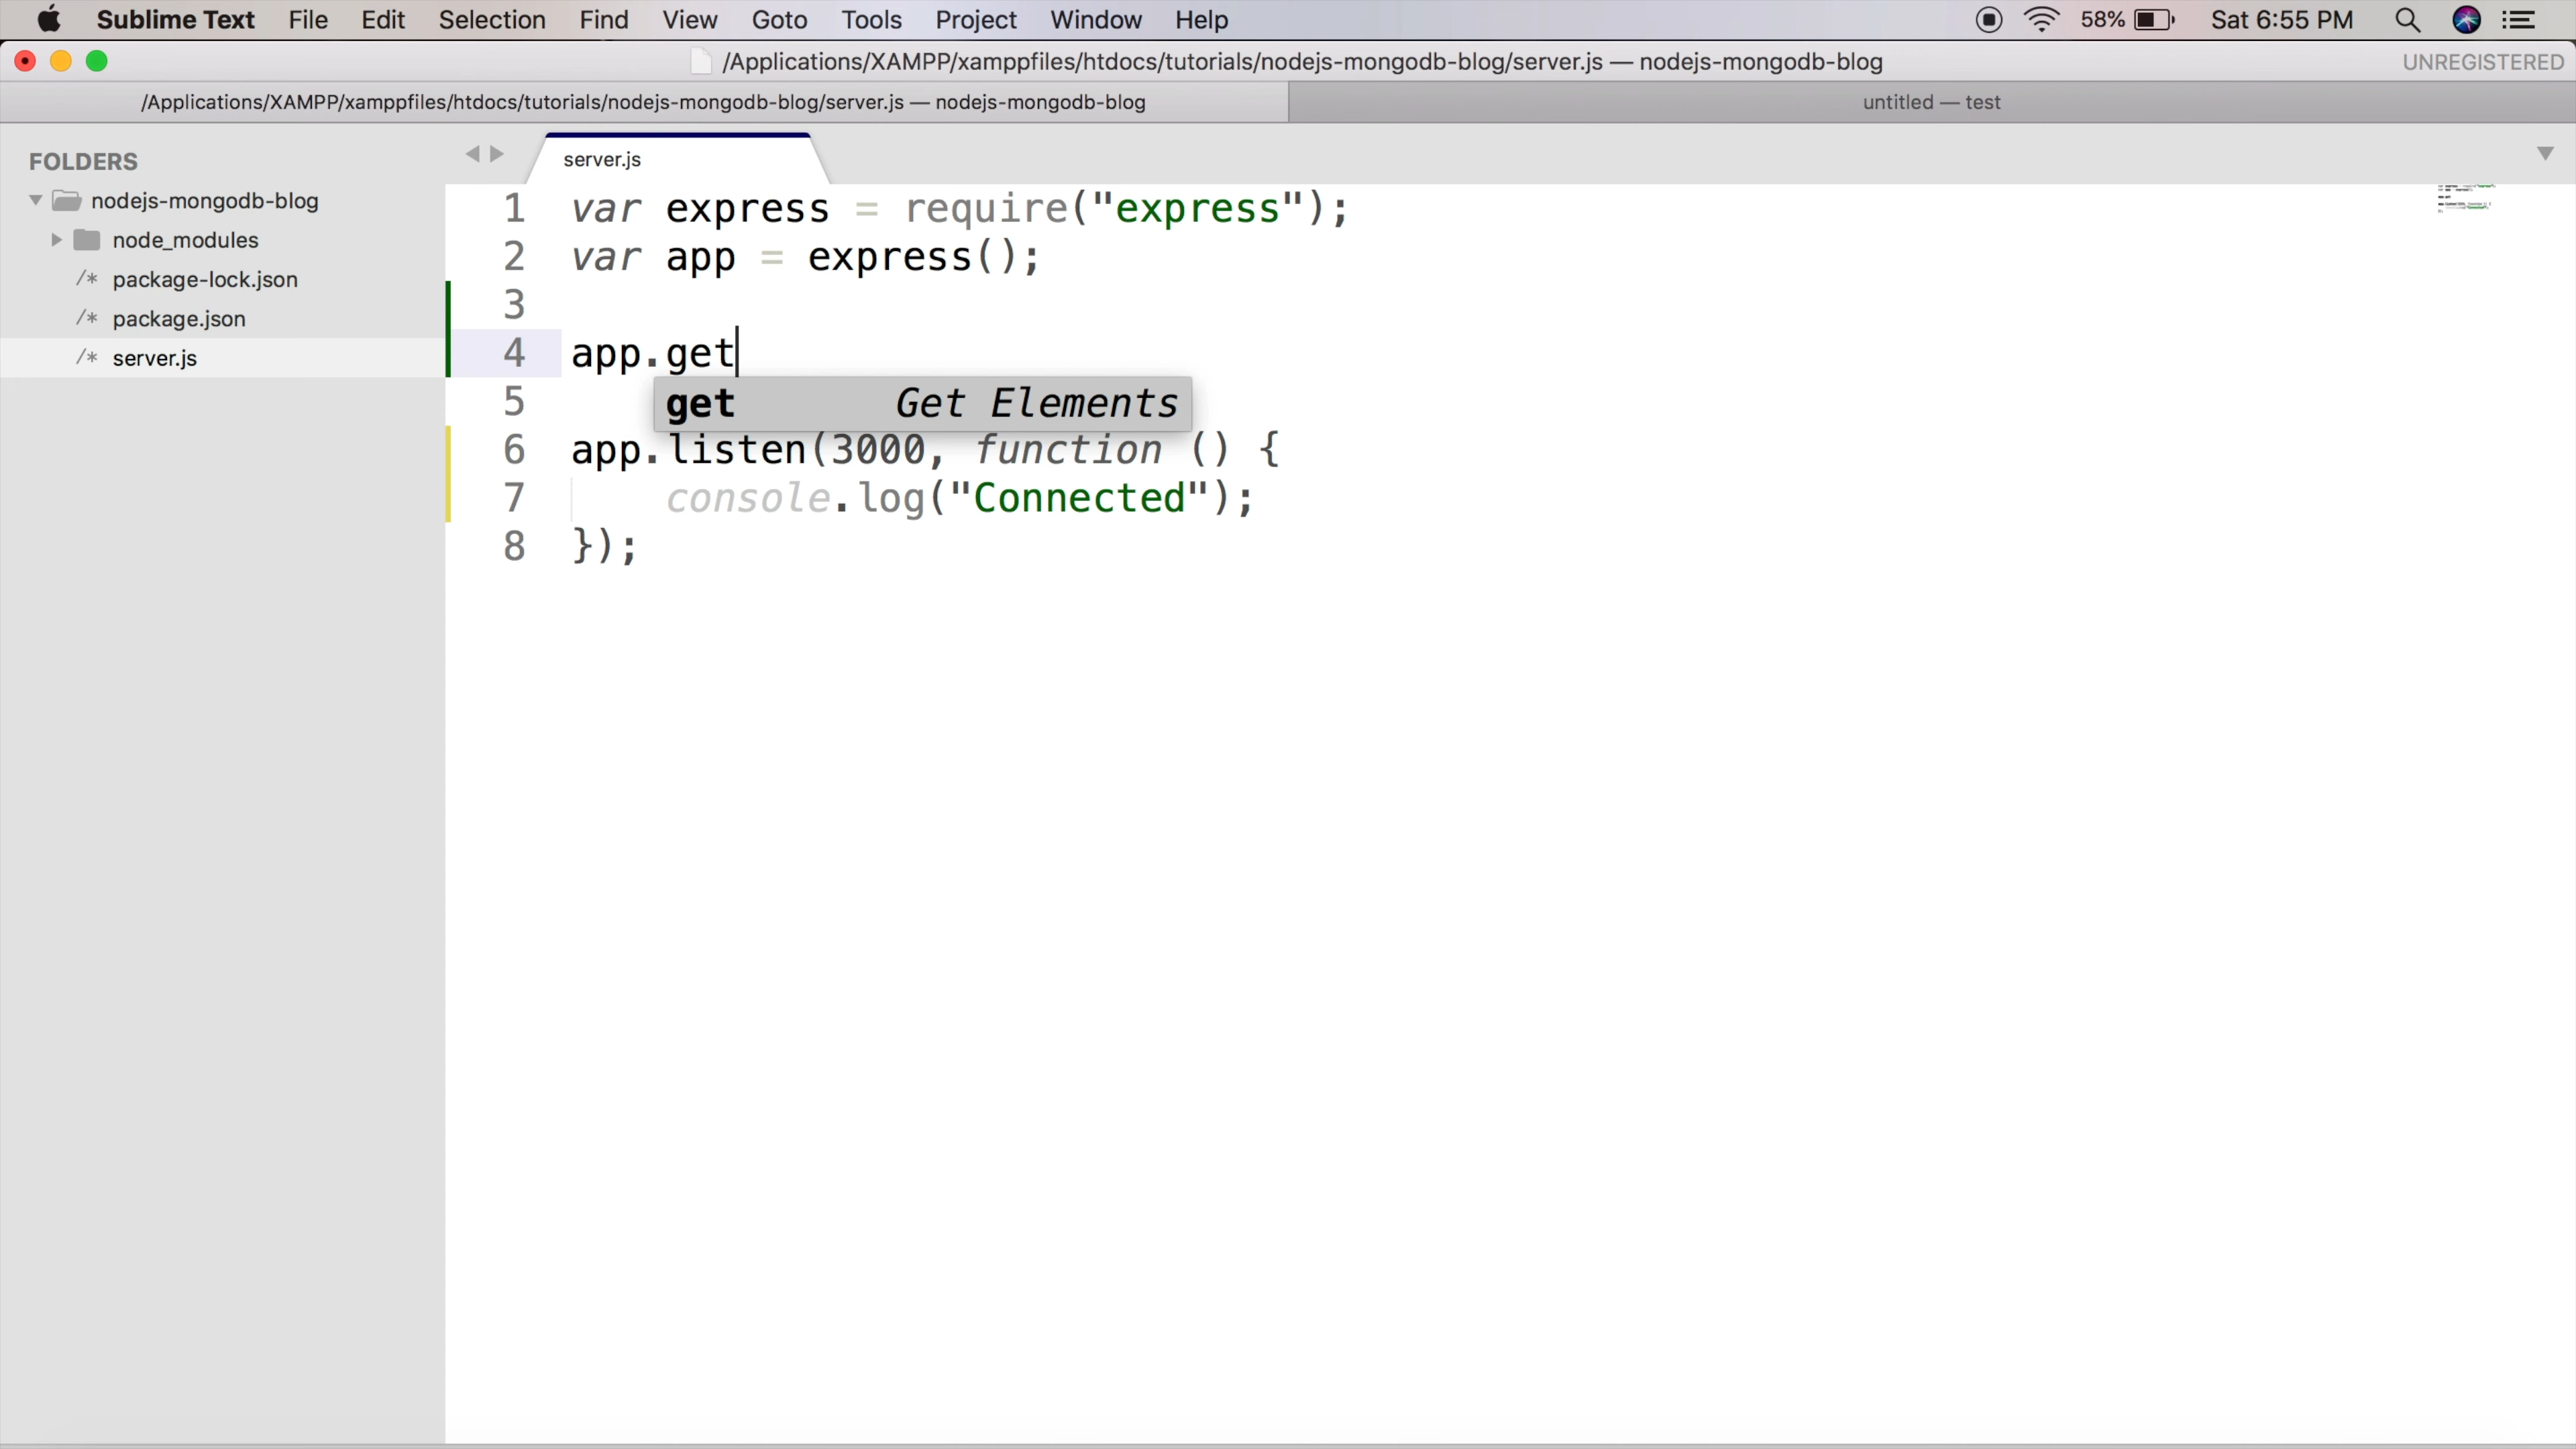 Sublime Text File Edit Selection Find View Goto Tools Project Window Help 58% Sat 6:55 PM
/Applications/XAMPP/xamppfiles/htdocs/tutorials/nodejs-mongodb-blog/server.js — nodejs-mongodb-blog UNREGISTERED
/Applications/XAMPP/xamppfiles/htdocs/tutorials/nodejs-mongodb-blog/server.js — nodejs-mongodb-blog untitled — test
FOLDERS
nodejs-mongodb-blog
node_modules
/* package-lock.json
/* package.json
/* server.js
server.js
1 var express = require("express");
2 var app = express();
3
4 app.get
get Get Elements
5
6 app.listen(3000, function () {
7 console.log("Connected");
8 });